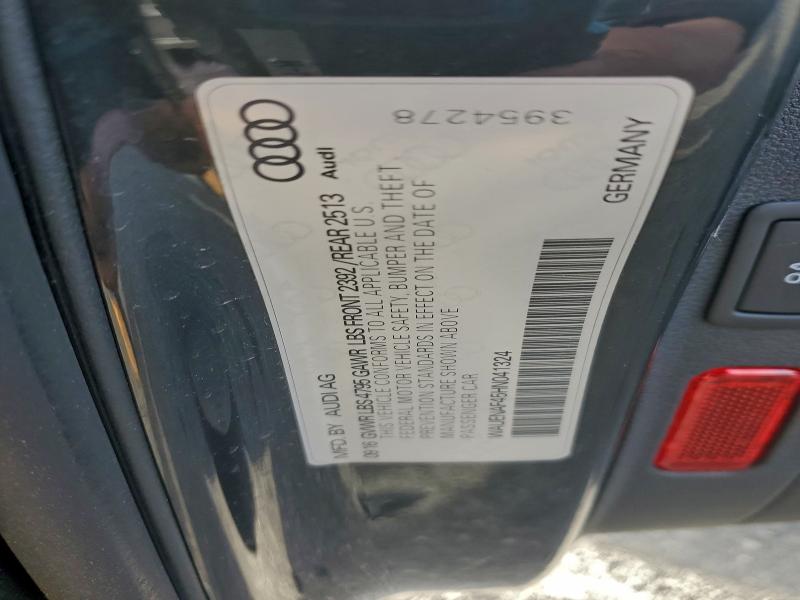 Audi
MFD. BY AUDI AG
09/16 GVWR LBS 4795 GAWR LBS FRONT 2392/REAR 2513
THIS VEHICLE CONFORMS TO ALL APPLICABLE U.S.
FEDERAL MOTOR VEHICLE SAFETY, BUMPER AND THEFT
PREVENTION STANDARDS IN EFFECT ON THE DATE OF
MANUFACTURE SHOWN ABOVE
PASSENGER CAR
WAUENAF45HN041324
GERMANY
3954278